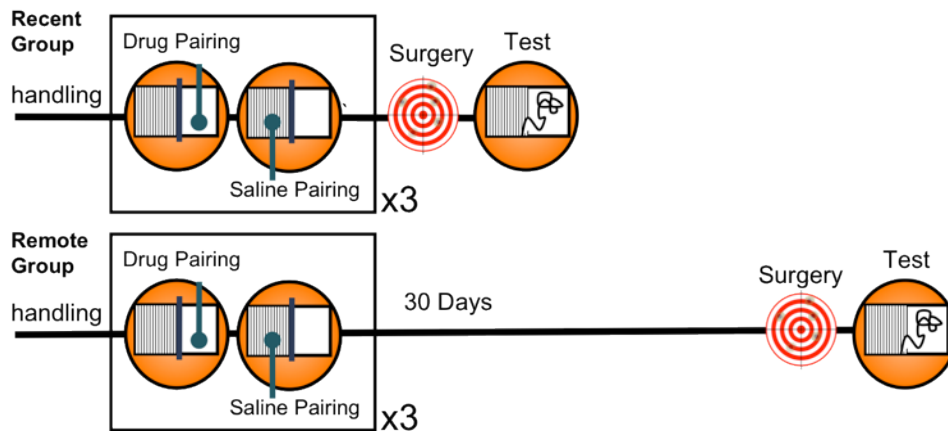 Recent
Group
Drug Pairing
Surgery
Test
handling
Saline Pairing
x3
Remote
Group
Drug Pairing
Surgery
Test
handling
30 Days
Saline Pairing
x3